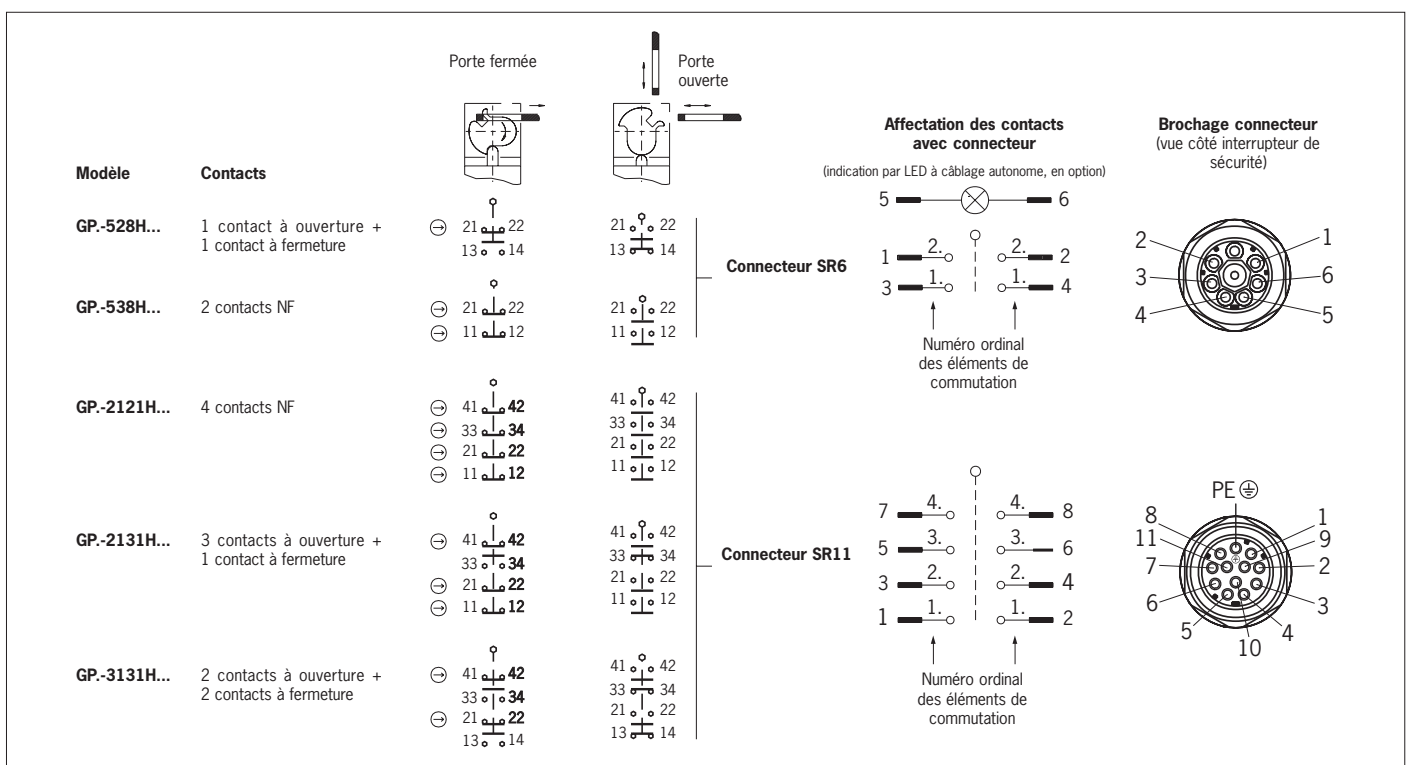 Porte fermée
Porte
ouverte
Modèle
Contacts
Affectation des contacts
avec connecteur
(indication par LED à câblage autonome, en option)
Brochage connecteur
(vue côté interrupteur de
sécurité)
5 6
GP.-528H...
1 contact à ouverture +
1 contact à fermeture
21 22
13 14
21 22
13 14
GP.-538H...
2 contacts NF
21 22
11 12
21 22
11 12
Connecteur SR6
1 2. 2. 2
3 1. 1. 4
Numéro ordinal
des éléments de
commutation
2 1
3 6
4 5
GP.-2121H...
4 contacts NF
41 42
33 34
21 22
11 12
41 42
33 34
21 22
11 12
GP.-2131H...
3 contacts à ouverture +
1 contact à fermeture
41 42
33 34
21 22
11 12
41 42
33 34
21 22
11 12
GP.-3131H...
2 contacts à ouverture +
2 contacts à fermeture
41 42
33 34
21 22
13 14
41 42
33 34
21 22
13 14
Connecteur SR11
7 4. 4. 8
5 3. 3. 6
3 2. 2. 4
1 1. 1. 2
Numéro ordinal
des éléments de
commutation
PE
8 1
11 9
7 2
6 3
5 4
10